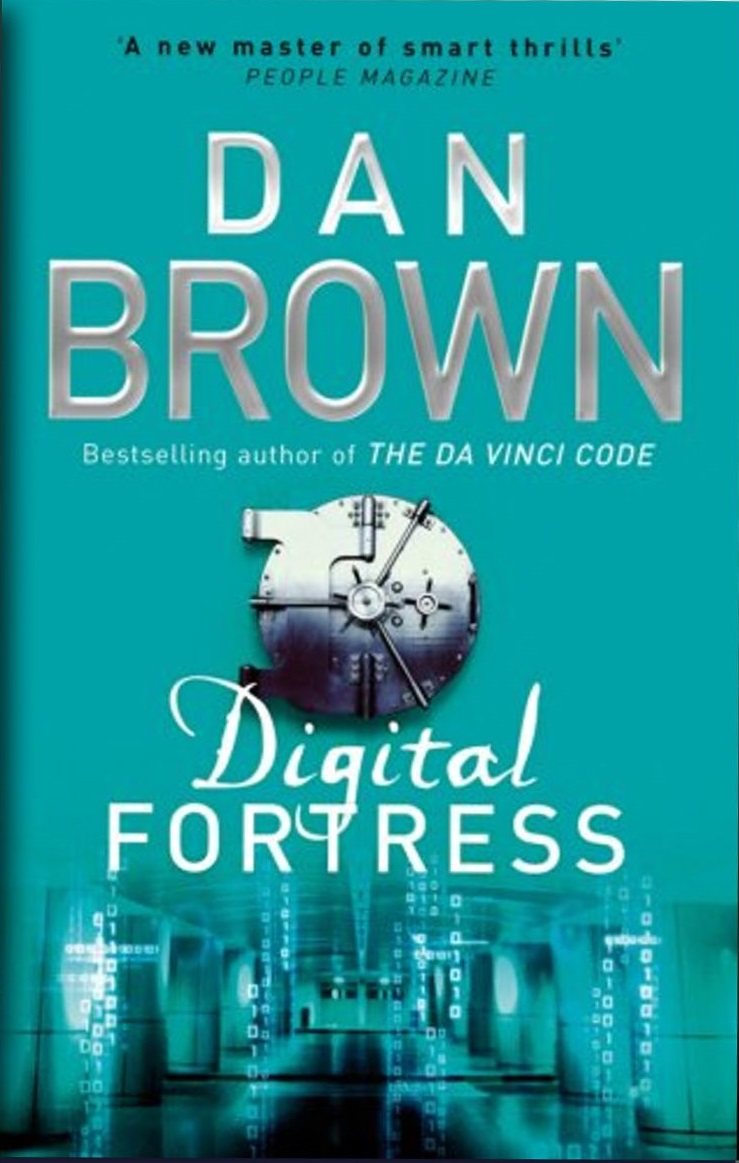 'A new master of smart thrills'
PEOPLE MAGAZINE
DAN
BROWN
Bestselling author of THE DA VINCI CODE
Digital
FORTRESS